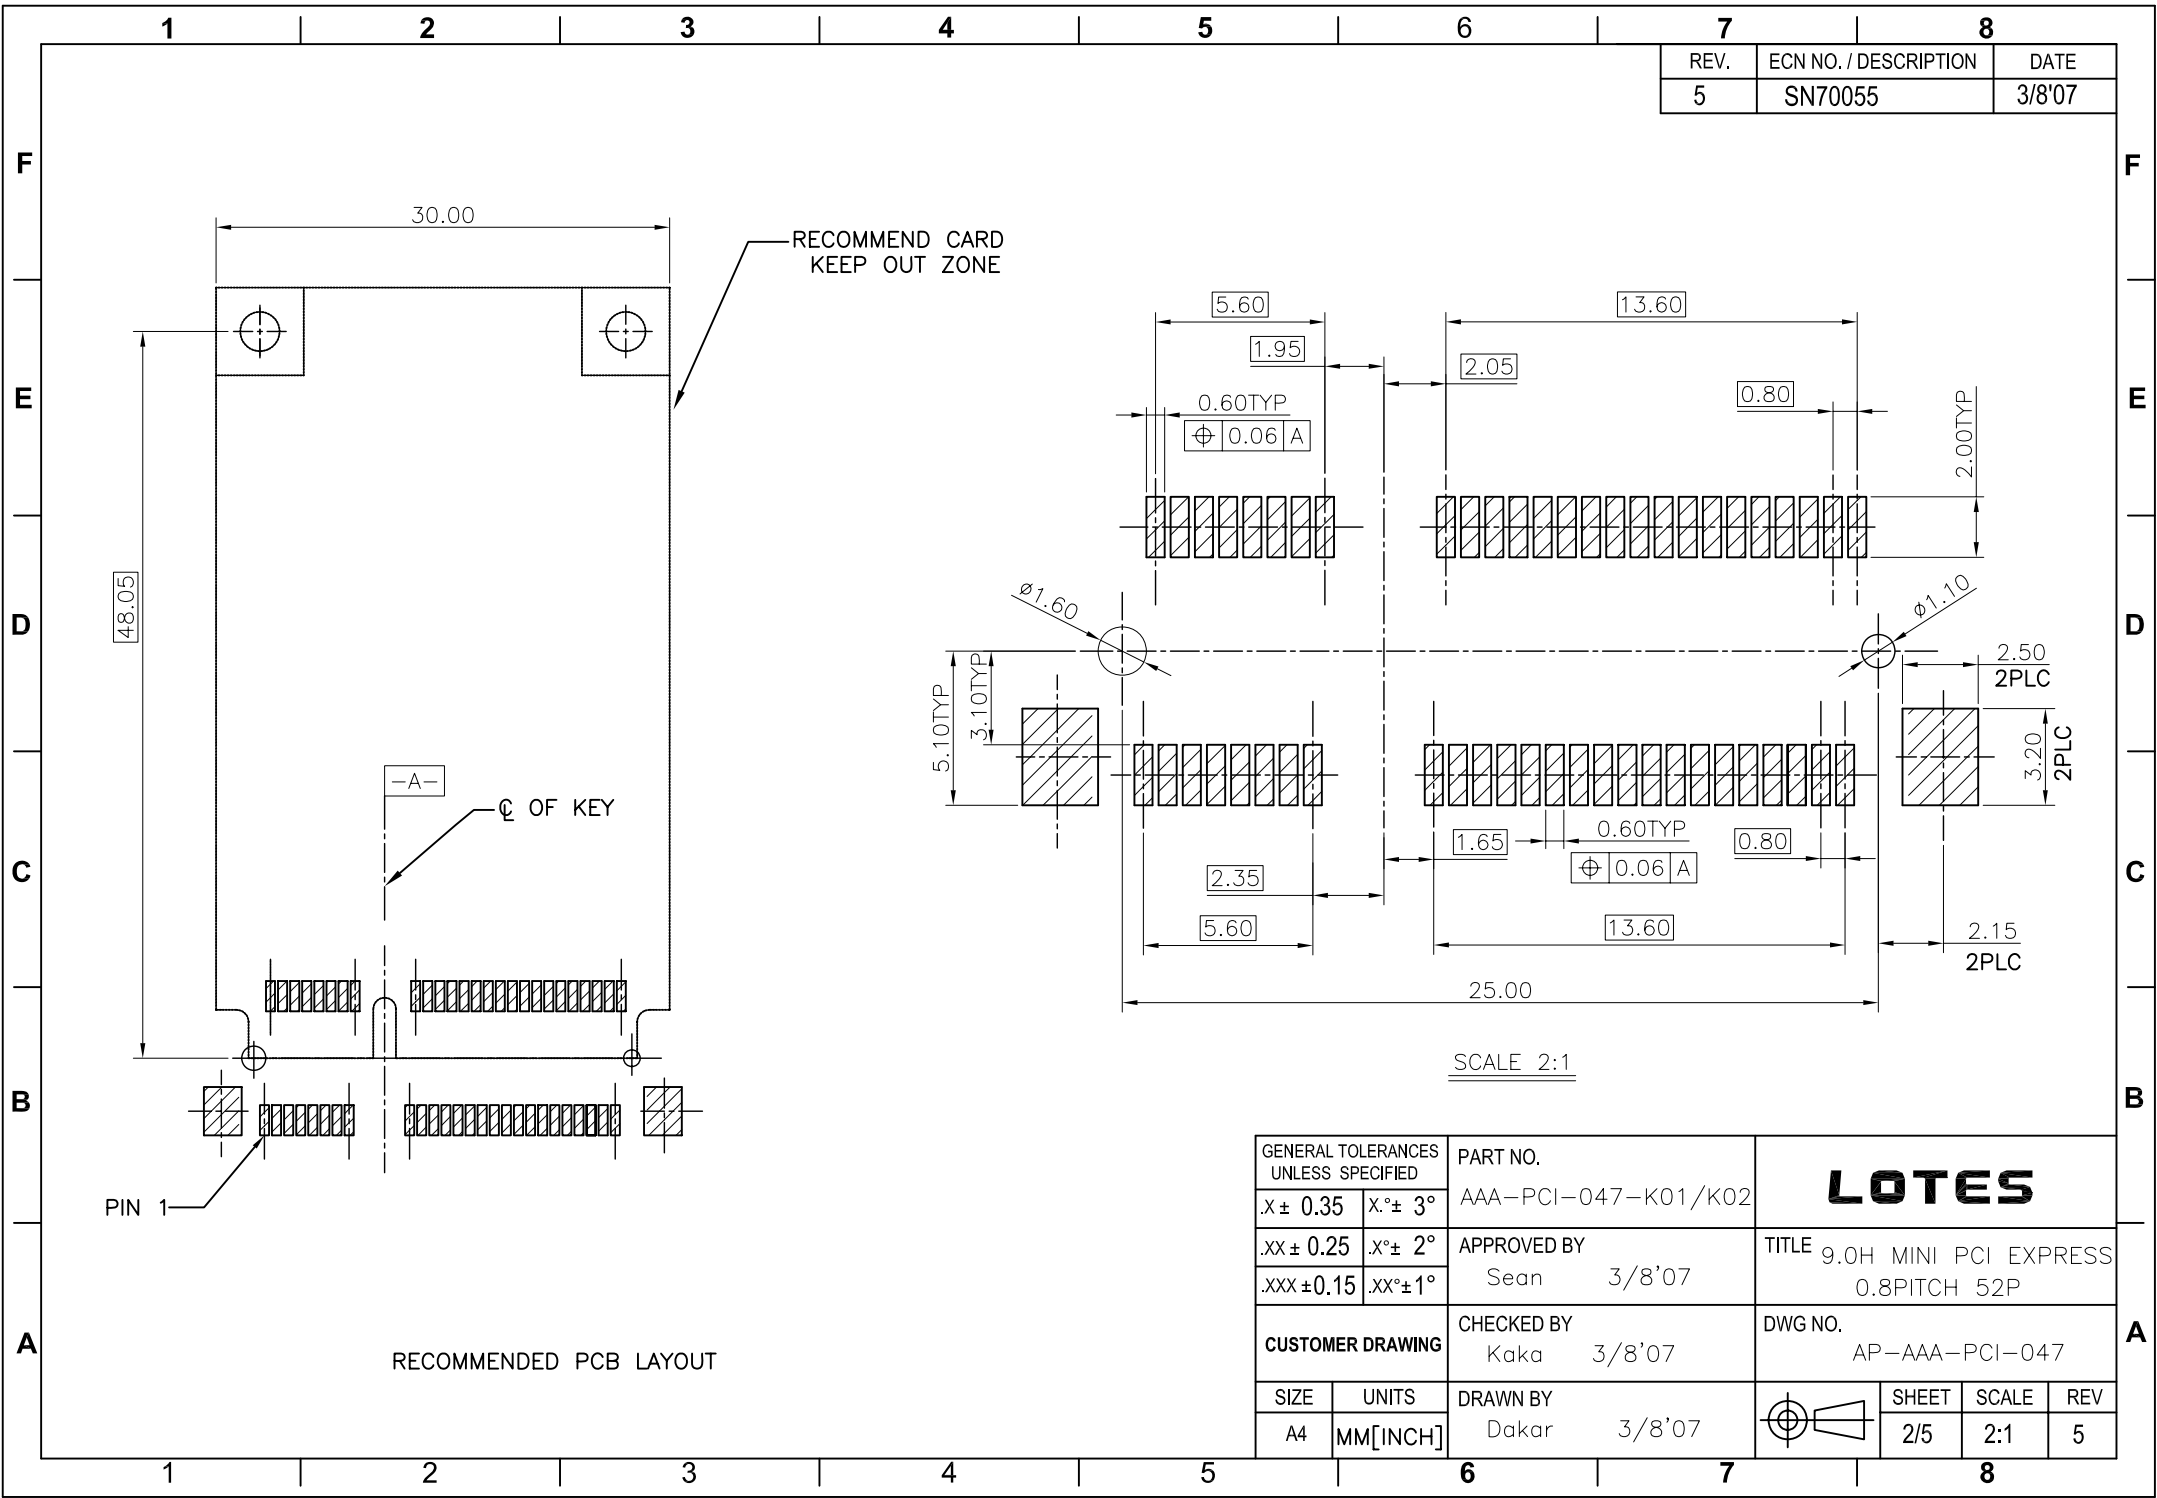 1 2 3 4 5 6 7 8
REV. ECN NO. / DESCRIPTION DATE
5 SN70055 3/8'07
F F
E E
D D
C C
B B
A A
30.00
RECOMMEND CARD
KEEP OUT ZONE
48.05
-A-
℄ OF KEY
PIN 1
RECOMMENDED PCB LAYOUT
5.60
13.60
1.95
2.05
0.60TYP
⌖ 0.06 A
0.80
2.00TYP
ø1.60
ø1.10
5.10TYP
3.10TYP
2.50
2PLC
3.20
2PLC
1.65
0.60TYP
⌖ 0.06 A
0.80
2.35
5.60
13.60
2.15
2PLC
25.00
SCALE 2:1
GENERAL TOLERANCES
UNLESS SPECIFIED
.X ± 0.35 X.°± 3°
.XX ± 0.25 .X°± 2°
.XXX ±0.15 .XX°±1°
CUSTOMER DRAWING
SIZE UNITS
A4 MM[INCH]
PART NO.
AAA-PCI-047-K01/K02
APPROVED BY
Sean 3/8'07
CHECKED BY
Kaka 3/8'07
DRAWN BY
Dakar 3/8'07
LOTES
TITLE 9.0H MINI PCI EXPRESS
0.8PITCH 52P
DWG NO.
AP-AAA-PCI-047
SHEET SCALE REV
2/5 2:1 5
1 2 3 4 5 6 7 8